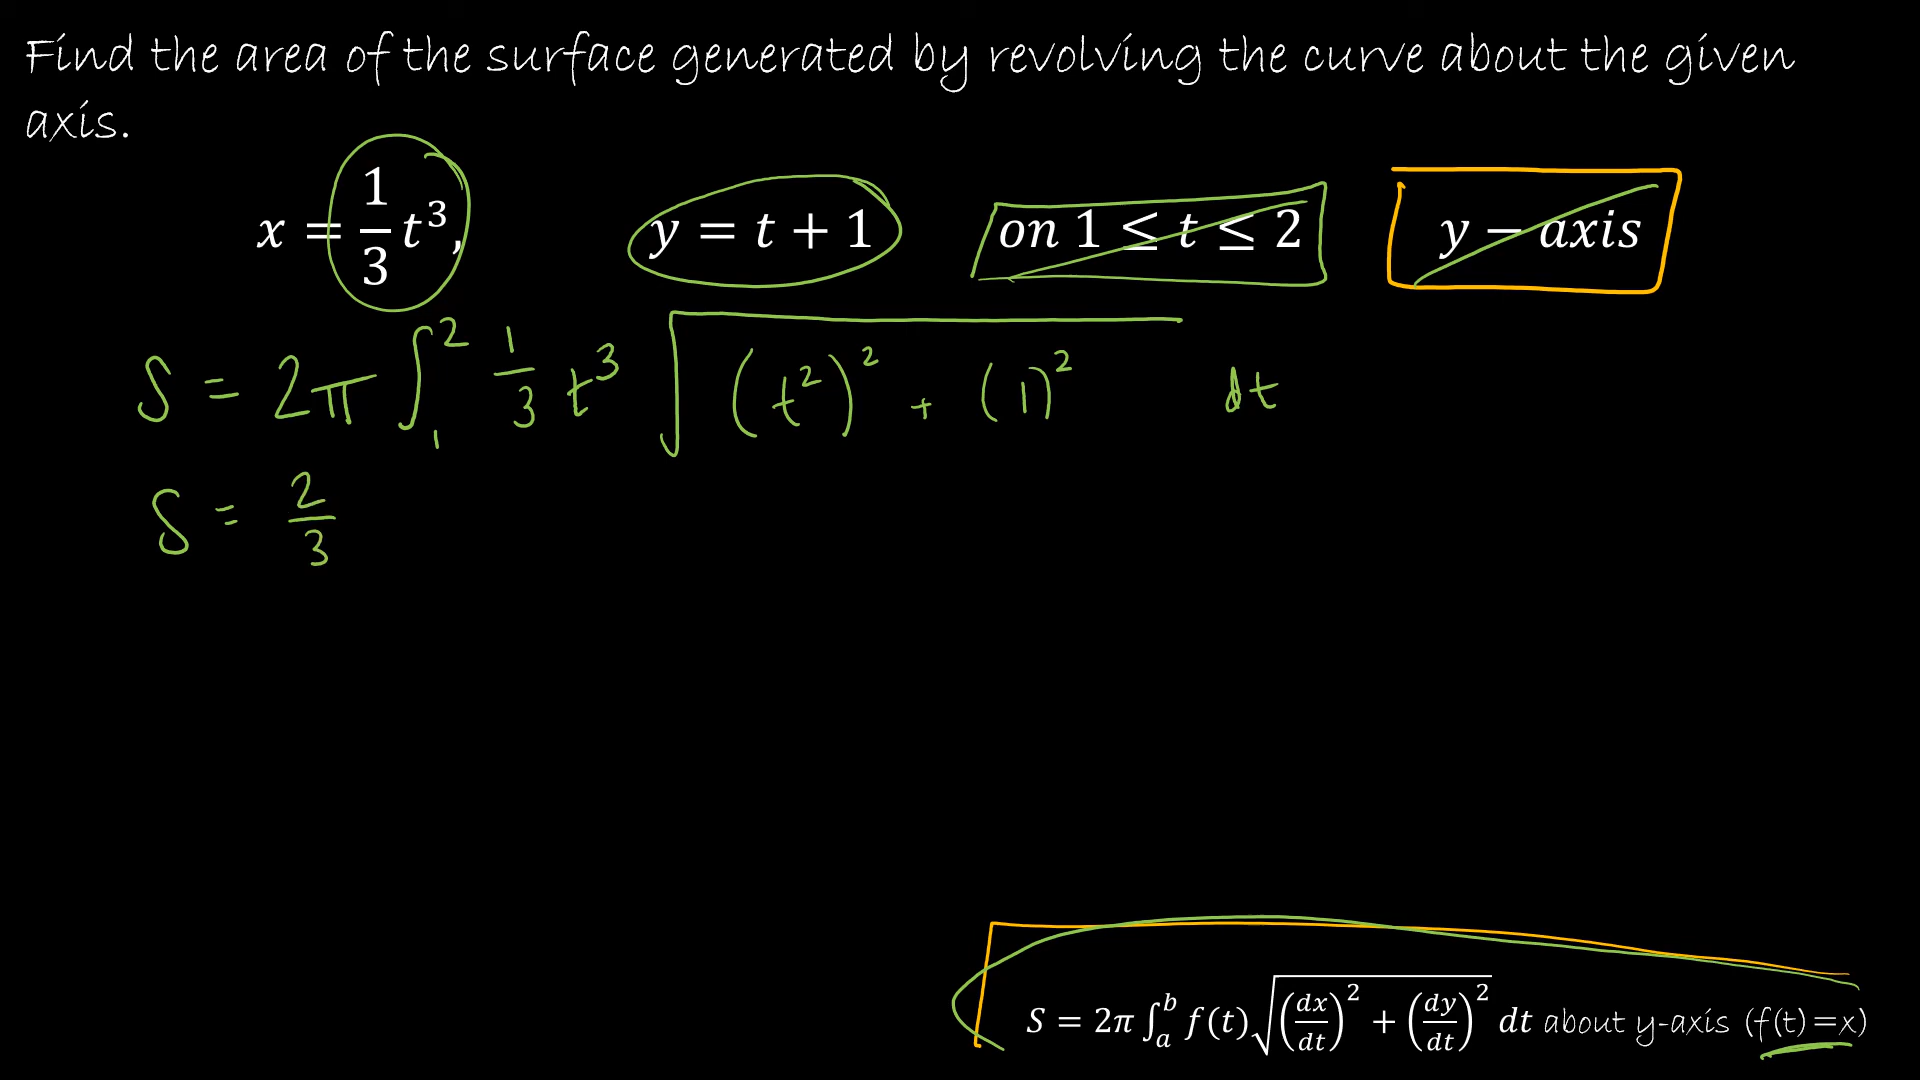 Find the area of the surface generated by revolving the curve about the given
axis.
x = 1/3 t³, y = t + 1 on 1 ≤ t ≤ 2 y − axis
S = 2π ∫₁² 1/3 t³ √((t²)² + (1)²) dt
S = 2/3
S = 2π ∫ₐᵇ f(t) √((dx/dt)² + (dy/dt)²) dt about y-axis (f(t)=x)